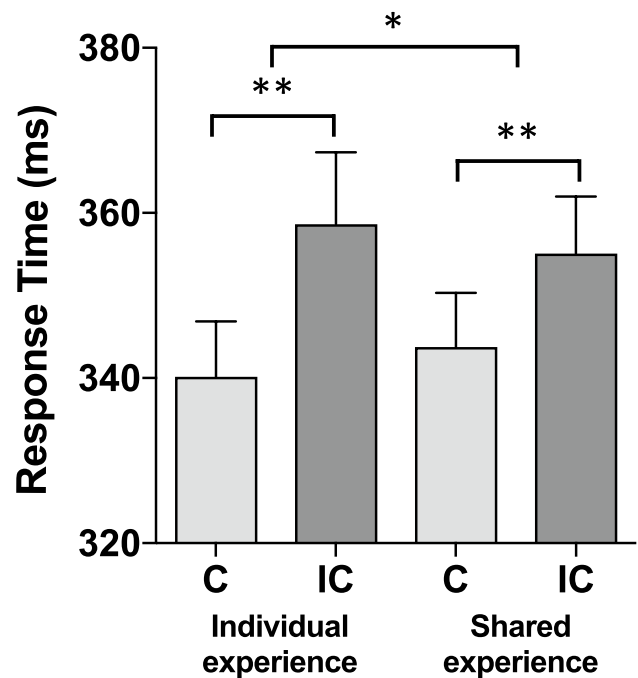 *
380
**
**
360
340
320
Response Time (ms)
C IC C IC
Individual experience
Shared experience